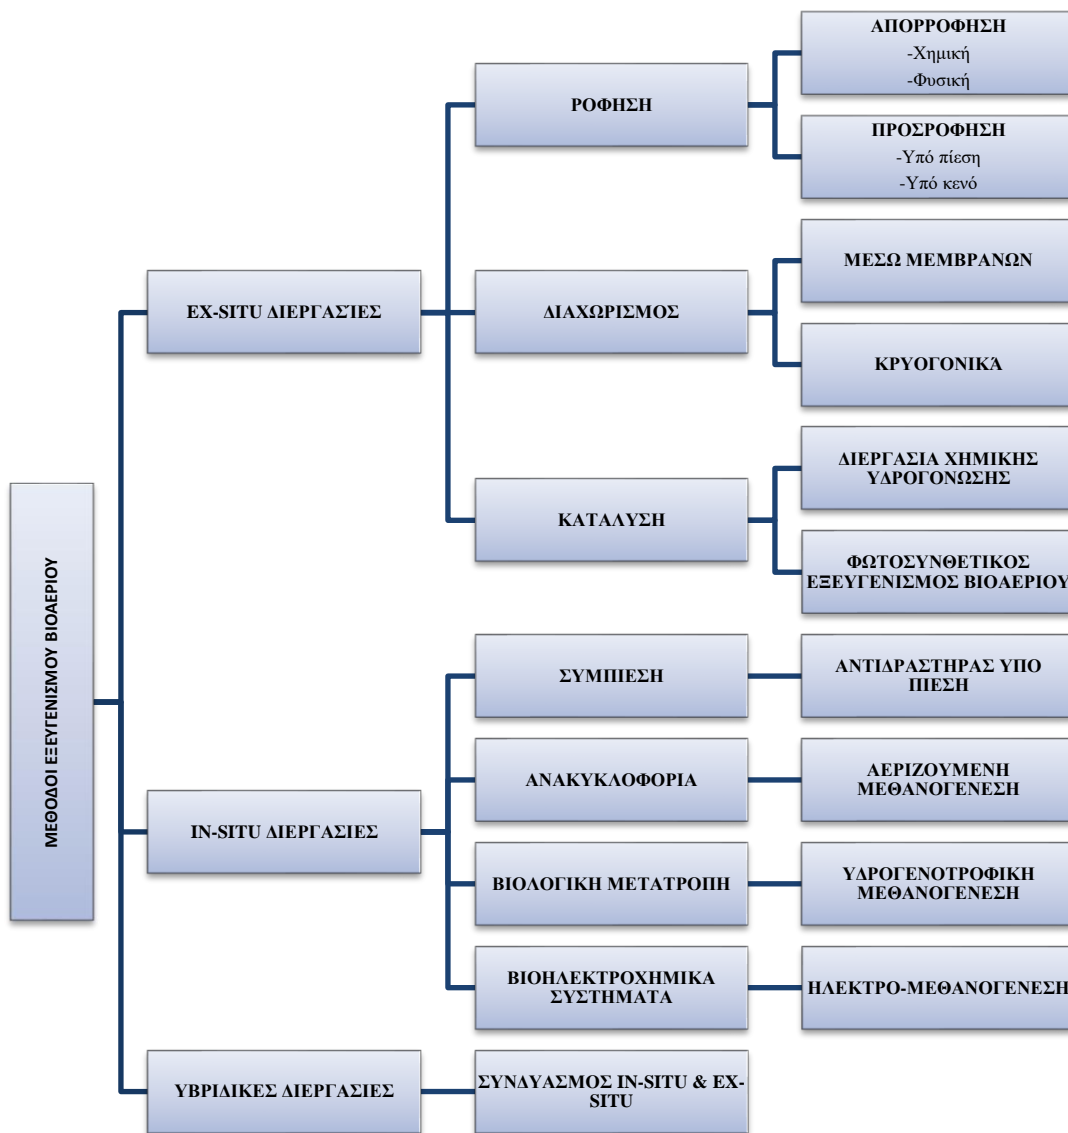 ΜΕΘΟΔΟΙ ΕΞΕΥΓΕΝΙΣΜΟΥ ΒΙΟΑΕΡΙΟΥ
EX-SITU ΔΙΕΡΓΑΣΊΕΣ
ΡΟΦΗΣΗ
ΑΠΟΡΡΟΦΗΣΗ
-Χημική
-Φυσική
ΠΡΟΣΡΟΦΗΣΗ
-Υπό πίεση
-Υπό κενό
ΔΙΑΧΩΡΙΣΜΟΣ
ΜΕΣΩ ΜΕΜΒΡΑΝΩΝ
ΚΡΥΟΓΟΝΙΚΆ
ΚΑΤΑΛΥΣΗ
ΔΙΕΡΓΑΣΙΑ ΧΗΜΙΚΗΣ
ΥΔΡΟΓΟΝΩΣΗΣ
ΦΩΤΟΣΥΝΘΕΤΙΚΟΣ
ΕΞΕΥΓΕΝΙΣΜΟΣ ΒΙΟΑΕΡΙΟΥ
IN-SITU ΔΙΕΡΓΑΣΙΕΣ
ΣΥΜΠΙΕΣΗ
ΑΝΤΙΔΡΑΣΤΗΡΑΣ ΥΠΟ
ΠΙΕΣΗ
ΑΝΑΚΥΚΛΟΦΟΡΙΑ
ΑΕΡΙΖΟΥΜΕΝΗ
ΜΕΘΑΝΟΓΕΝΕΣΗ
ΒΙΟΛΟΓΙΚΗ ΜΕΤΑΤΡΟΠΗ
ΥΔΡΟΓΕΝΟΤΡΟΦΙΚΗ
ΜΕΘΑΝΟΓΕΝΕΣΗ
ΒΙΟΗΛΕΚΤΡΟΧΗΜΙΚΑ
ΣΥΣΤΗΜΑΤΑ
ΗΛΕΚΤΡΟ-ΜΕΘΑΝΟΓΕΝΕΣΗ
ΥΒΡΙΔΙΚΕΣ ΔΙΕΡΓΑΣΙΕΣ
ΣΥΝΔΥΑΣΜΟΣ IN-SITU & EX-
SITU